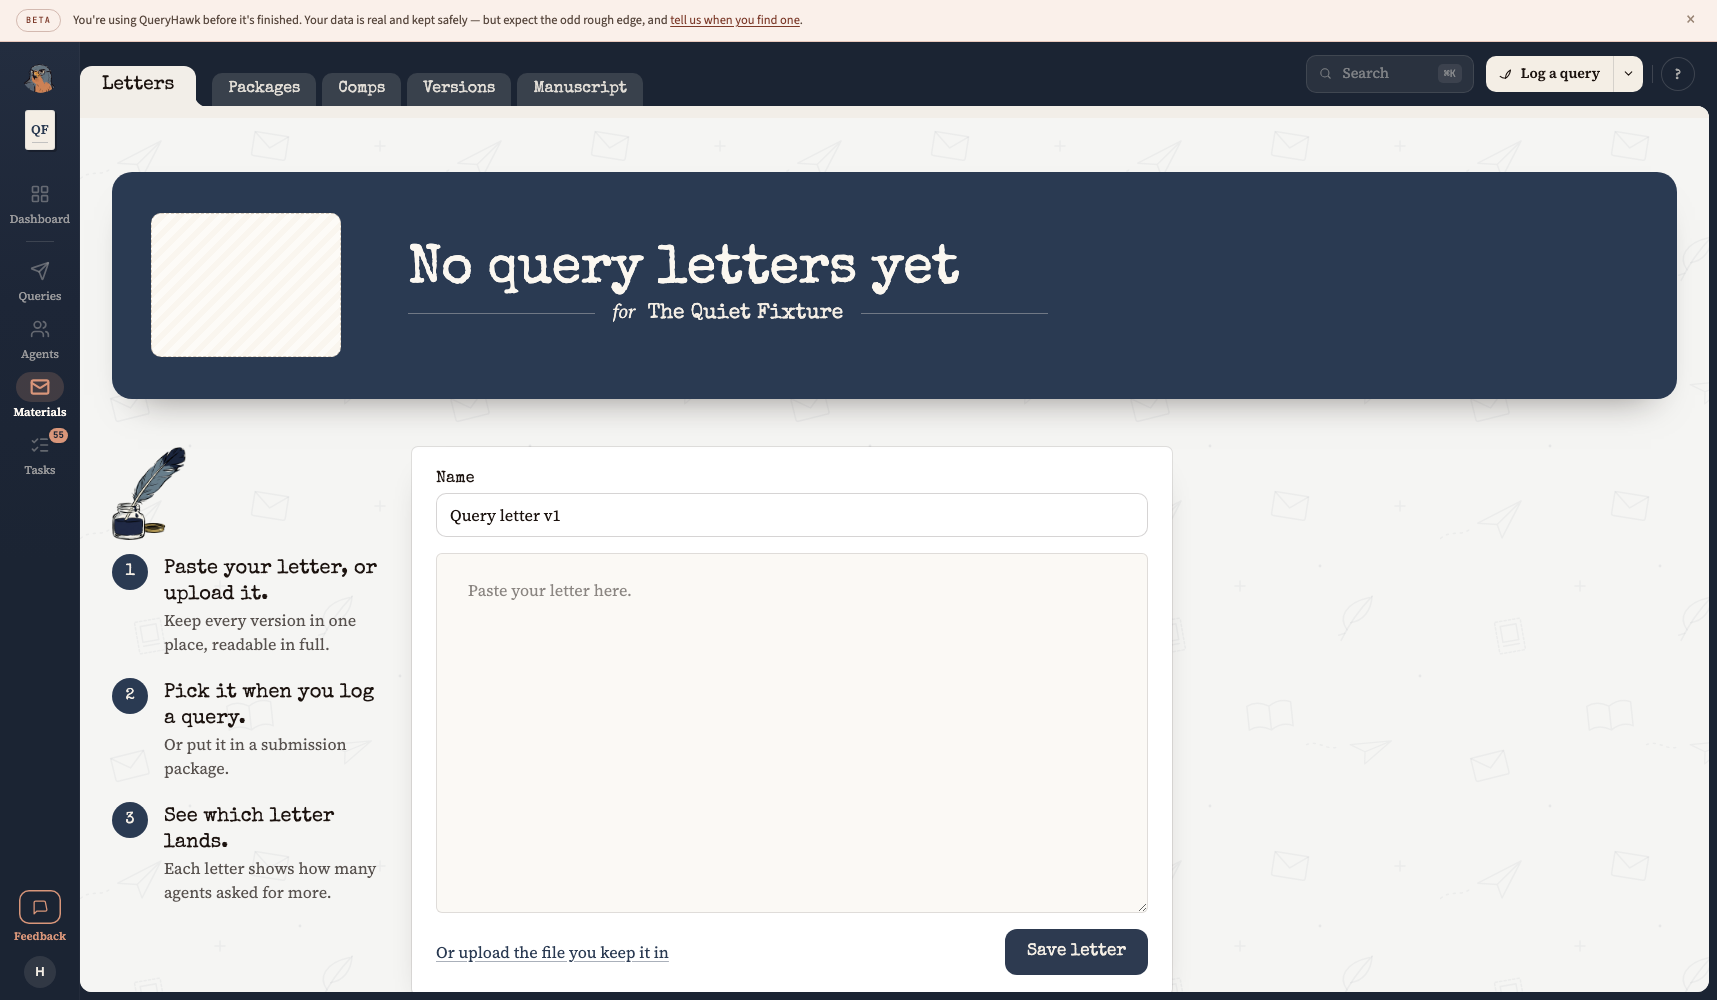 BETA
You're using QueryHawk before it's finished. Your data is real and kept safely — but expect the odd rough edge, and tell us when you find one.
×
Letters
Packages
Comps
Versions
Manuscript
Search
⌘K
Log a query
?
QF
Dashboard
Queries
Agents
Materials
55
Tasks
Feedback
H
No query letters yet
for The Quiet Fixture
1
Paste your letter, or
upload it.
Keep every version in one
place, readable in full.
2
Pick it when you log
a query.
Or put it in a submission
package.
3
See which letter
lands.
Each letter shows how many
agents asked for more.
Name
Query letter v1
Paste your letter here.
Or upload the file you keep it in
Save letter